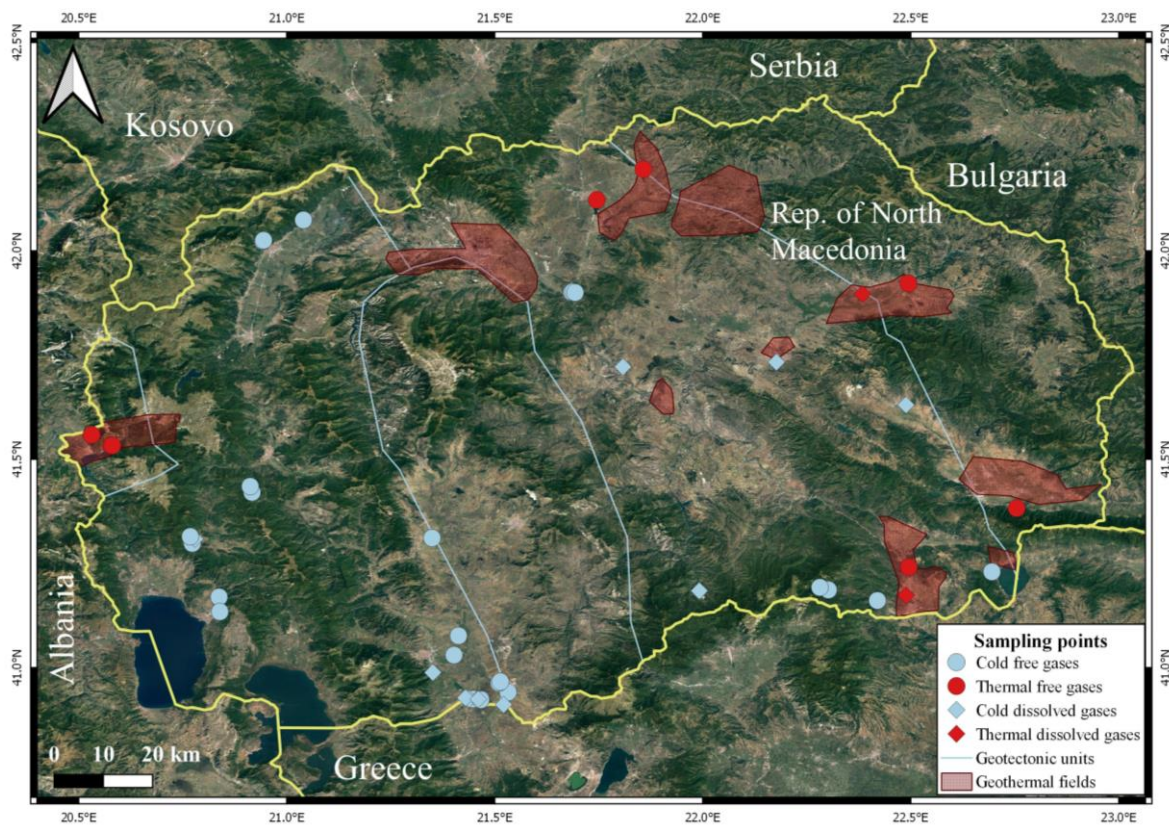 20.5°E 21.0°E 21.5°E 22.0°E 22.5°E 23.0°E
42.5°N 42.5°N
Serbia
Kosovo
Bulgaria
Rep. of North
Macedonia
42.0°N 42.0°N
41.5°N 41.5°N
Albania
41.0°N 41.0°N
Sampling points
Cold free gases
Thermal free gases
Cold dissolved gases
Thermal dissolved gases
Geotectonic units
Geothermal fields
0 10 20 km
Greece
20.5°E 21.0°E 21.5°E 22.0°E 22.5°E 23.0°E